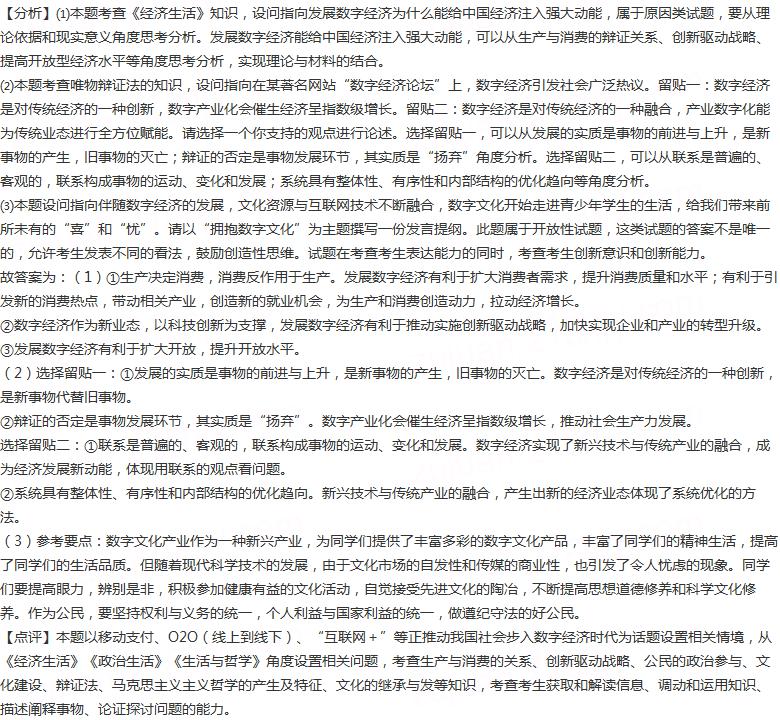 【分析】⑴本题考查《经济生活》知识，设问指向发展数字经济为什么能给中国经济注入强大动能，属于原因类试题，要从理
论依据和现实意义角度思考分析。发展数字经济能给中国经济注入强大动能，可以从生产与消费的辩证关系、创新驱动战略、
提高开放型经济水平等角度思考分析，实现理论与材料的结合。
⑵本题考查唯物辩证法的知识，设问指向在某著名网站“数字经济论坛”上，数字经济引发社会广泛热议。留贴一：数字经济
是对传统经济的一种创新，数字产业化会催生经济呈指数级增长。留贴二：数字经济是对传统经济的一种融合，产业数字化能
为传统业态进行全方位赋能。请选择一个你支持的观点进行论述。选择留贴一，可以从发展的实质是事物的前进与上升，是新
事物的产生，旧事物的灭亡；辩证的否定是事物发展环节，其实质是“扬弃”角度分析。选择留贴二，可以从联系是普遍的、
客观的，联系构成事物的运动、变化和发展；系统具有整体性、有序性和内部结构的优化趋向等角度分析。
⑶本题设问指向伴随数字经济的发展，文化资源与互联网技术不断融合，数字文化开始走进青少年学生的生活，给我们带来前
所未有的“喜”和“忧”。请以“拥抱数字文化”为主题撰写一份发言提纲。此题属于开放性试题，这类试题的答案不是唯一
的，允许考生发表不同的看法，鼓励创造性思维。试题在考查考生表达能力的同时，考查考生创新意识和创新能力。
故答案为：（1）①生产决定消费，消费反作用于生产。发展数字经济有利于扩大消费者需求，提升消费质量和水平；有利于引
发新的消费热点，带动相关产业，创造新的就业机会，为生产和消费创造动力，拉动经济增长。
②数字经济作为新业态，以科技创新为支撑，发展数字经济有利于推动实施创新驱动战略，加快实现企业和产业的转型升级。
③发展数字经济有利于扩大开放，提升开放水平。
（2）选择留贴一：①发展的实质是事物的前进与上升，是新事物的产生，旧事物的灭亡。数字经济是对传统经济的一种创新，
是新事物代替旧事物。
②辩证的否定是事物发展环节，其实质是“扬弃”。数字产业化会催生经济呈指数级增长，推动社会生产力发展。
选择留贴二：①联系是普遍的、客观的，联系构成事物的运动、变化和发展。数字经济实现了新兴技术与传统产业的融合，成
为经济发展新动能，体现用联系的观点看问题。
②系统具有整体性、有序性和内部结构的优化趋向。新兴技术与传统产业的融合，产生出新的经济业态体现了系统优化的方
法。
（3）参考要点：数字文化产业作为一种新兴产业，为同学们提供了丰富多彩的数字文化产品，丰富了同学们的精神生活，提高
了同学们的生活品质。但随着现代科学技术的发展，由于文化市场的自发性和传媒的商业性，也引发了令人忧虑的现象。同学
们要提高眼力，辨别是非，积极参加健康有益的文化活动，自觉接受先进文化的陶冶，不断提高思想道德修养和科学文化修
养。作为公民，要坚持权利与义务的统一，个人利益与国家利益的统一，做遵纪守法的好公民。
【点评】本题以移动支付、O2O（线上到线下）、“互联网＋”等正推动我国社会步入数字经济时代为话题设置相关情境，从
《经济生活》《政治生活》《生活与哲学》角度设置相关问题，考查生产与消费的关系、创新驱动战略、公民的政治参与、文
化建设、辩证法、马克思主义主义哲学的产生及特征、文化的继承与发等知识，考查考生获取和解读信息、调动和运用知识、
描述阐释事物、论证探讨问题的能力。